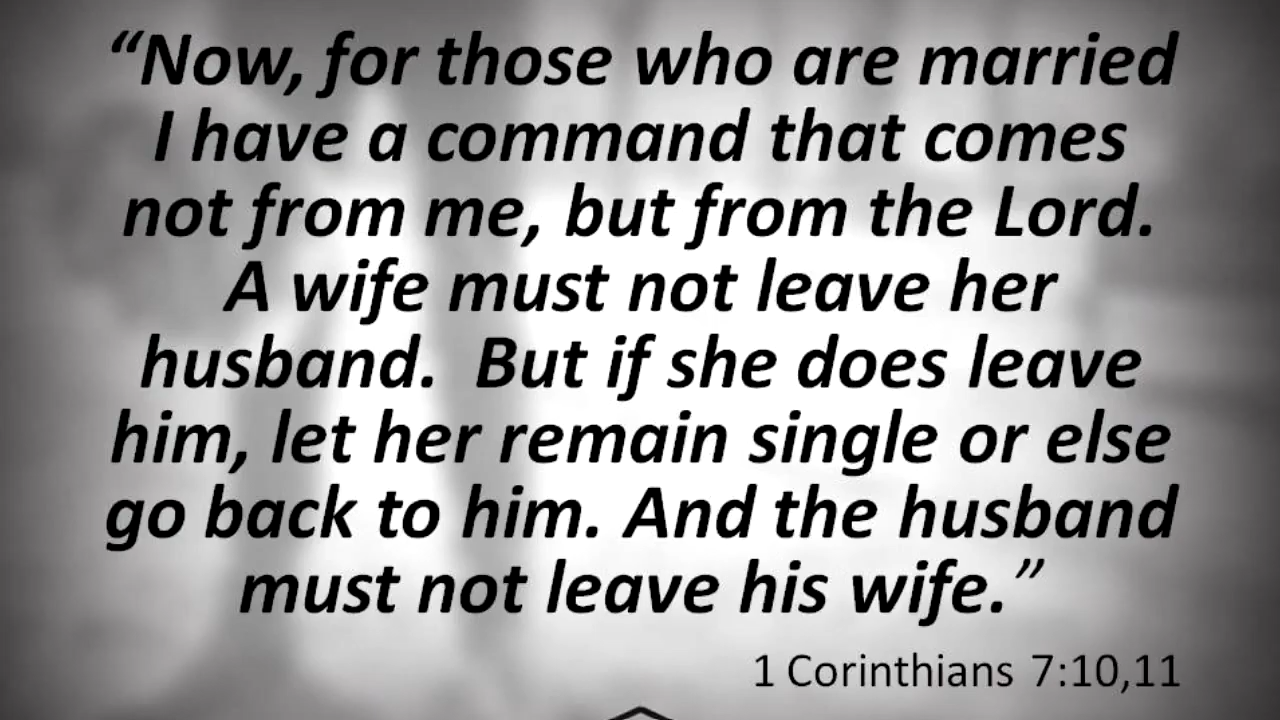 “Now, for those who are married
I have a command that comes
not from me, but from the Lord.
A wife must not leave her
husband.  But if she does leave
him, let her remain single or else
go back to him. And the husband
must not leave his wife.”
1 Corinthians 7:10,11